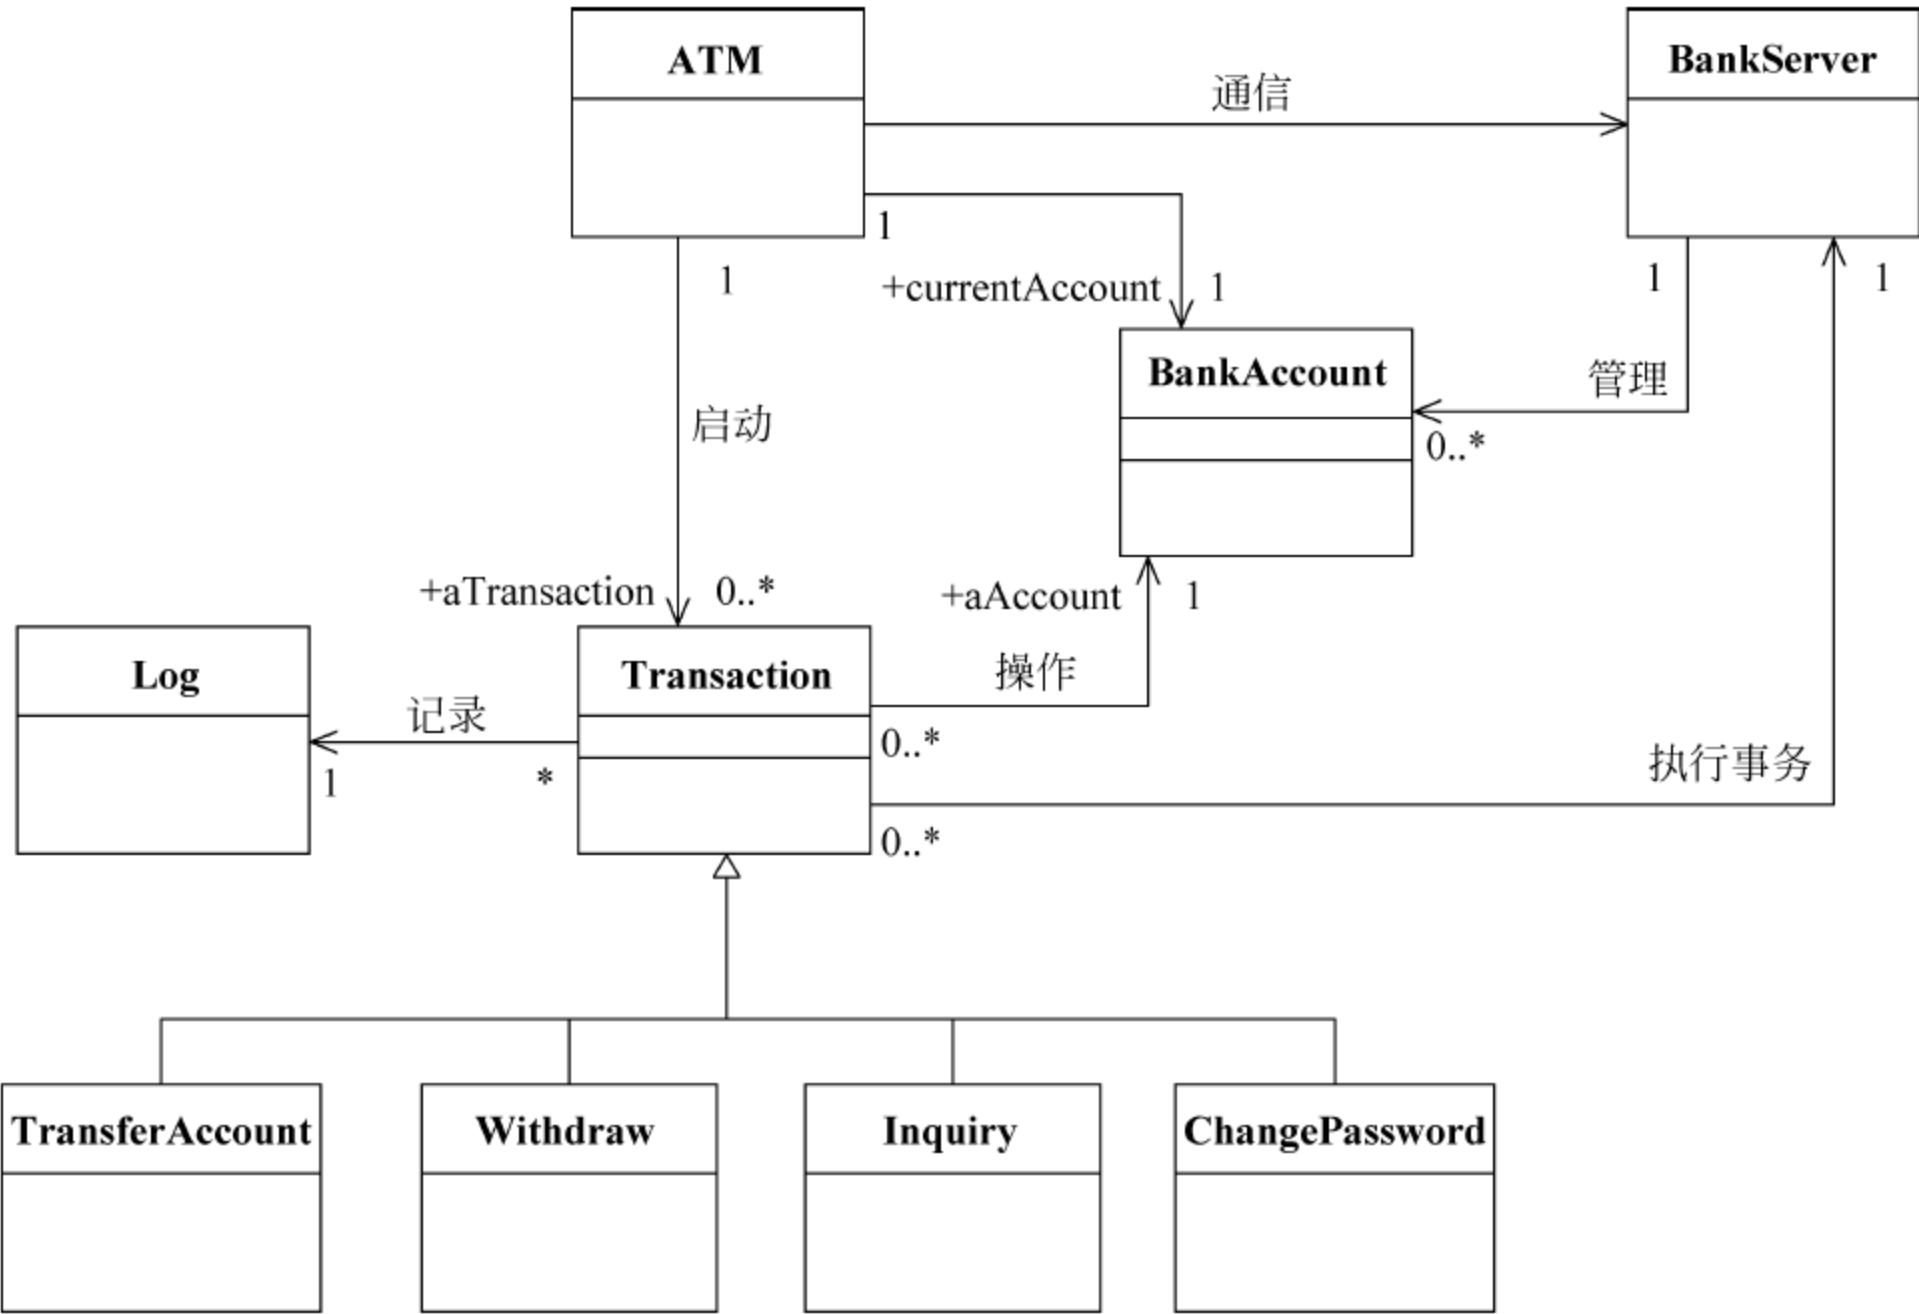 ATM
BankServer
通信
1
+currentAccount
1
1
1
1
BankAccount
管理
0..*
启动
+aTransaction
0..*
+aAccount
1
Log
Transaction
操作
记录
0..*
1
*
执行事务
0..*
TransferAccount
Withdraw
Inquiry
ChangePassword